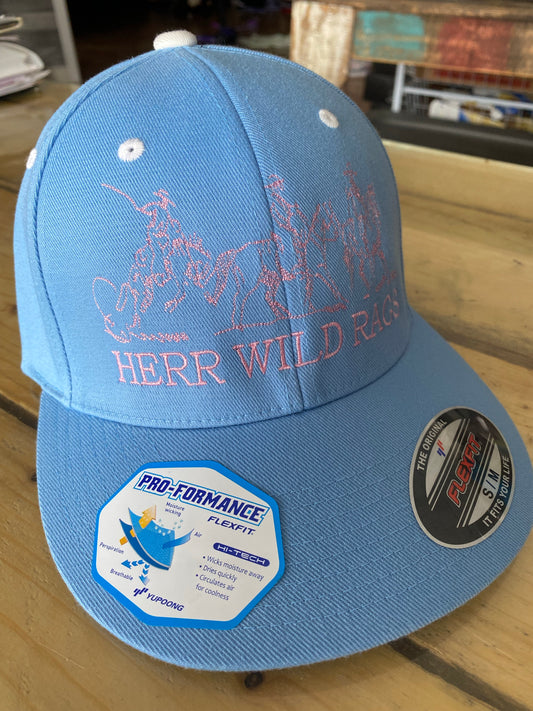 HERR WILD RAGS
PRO-FORMANCE
FLEXFIT.
HI-TECH
• Wicks moisture away
• Dries quickly
• Circulates air
for coolness
Moisture
wicking
Air
Perspiration
Breathable
YUPOONG
THE ORIGINAL
FLEXFIT
S / M
IT FITS YOUR LIFE